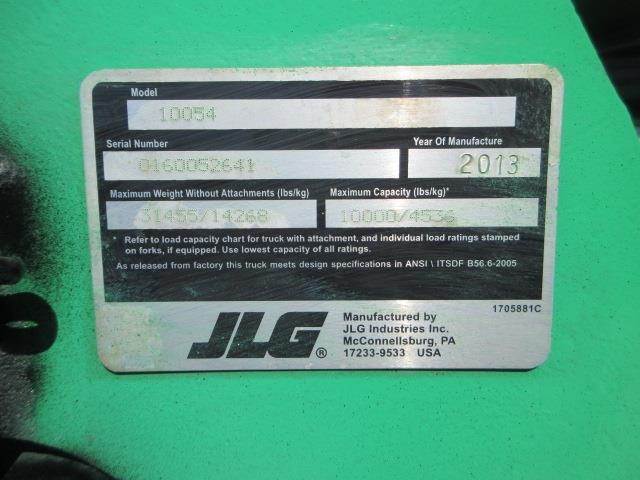 Model
10054
Serial Number
0160052641
Year Of Manufacture
2013
Maximum Weight Without Attachments (lbs/kg)
31455/14268
Maximum Capacity (lbs/kg)*
10000/4536
* Refer to load capacity chart for truck with attachment, and individual load ratings stamped
on forks, if equipped. Use lowest capacity of all ratings.
As released from factory this truck meets design specifications in ANSI \ ITSDF B56.6-2005
1705881C
JLG®
Manufactured by
JLG Industries Inc.
McConnellsburg, PA
17233-9533 USA